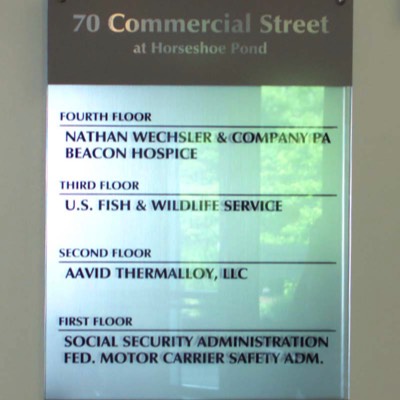 70 Commercial Street
at Horseshoe Pond
FOURTH FLOOR
NATHAN WECHSLER & COMPANY PA
BEACON HOSPICE
THIRD FLOOR
U.S. FISH & WILDLIFE SERVICE
SECOND FLOOR
AAVID THERMALLOY, LLC
FIRST FLOOR
SOCIAL SECURITY ADMINISTRATION
FED. MOTOR CARRIER SAFETY ADM.